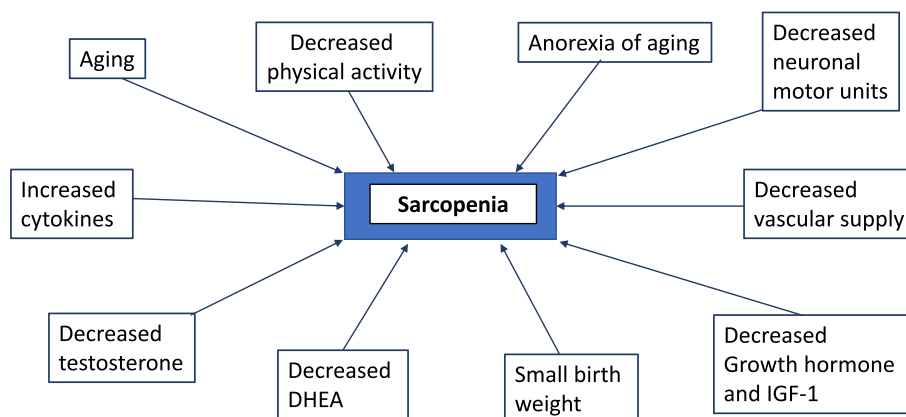 Aging
Decreased
physical activity
Anorexia of aging
Decreased
neuronal
motor units
Increased
cytokines
Sarcopenia
Decreased
vascular supply
Decreased
testosterone
Decreased
DHEA
Small birth
weight
Decreased
Growth hormone
and IGF-1